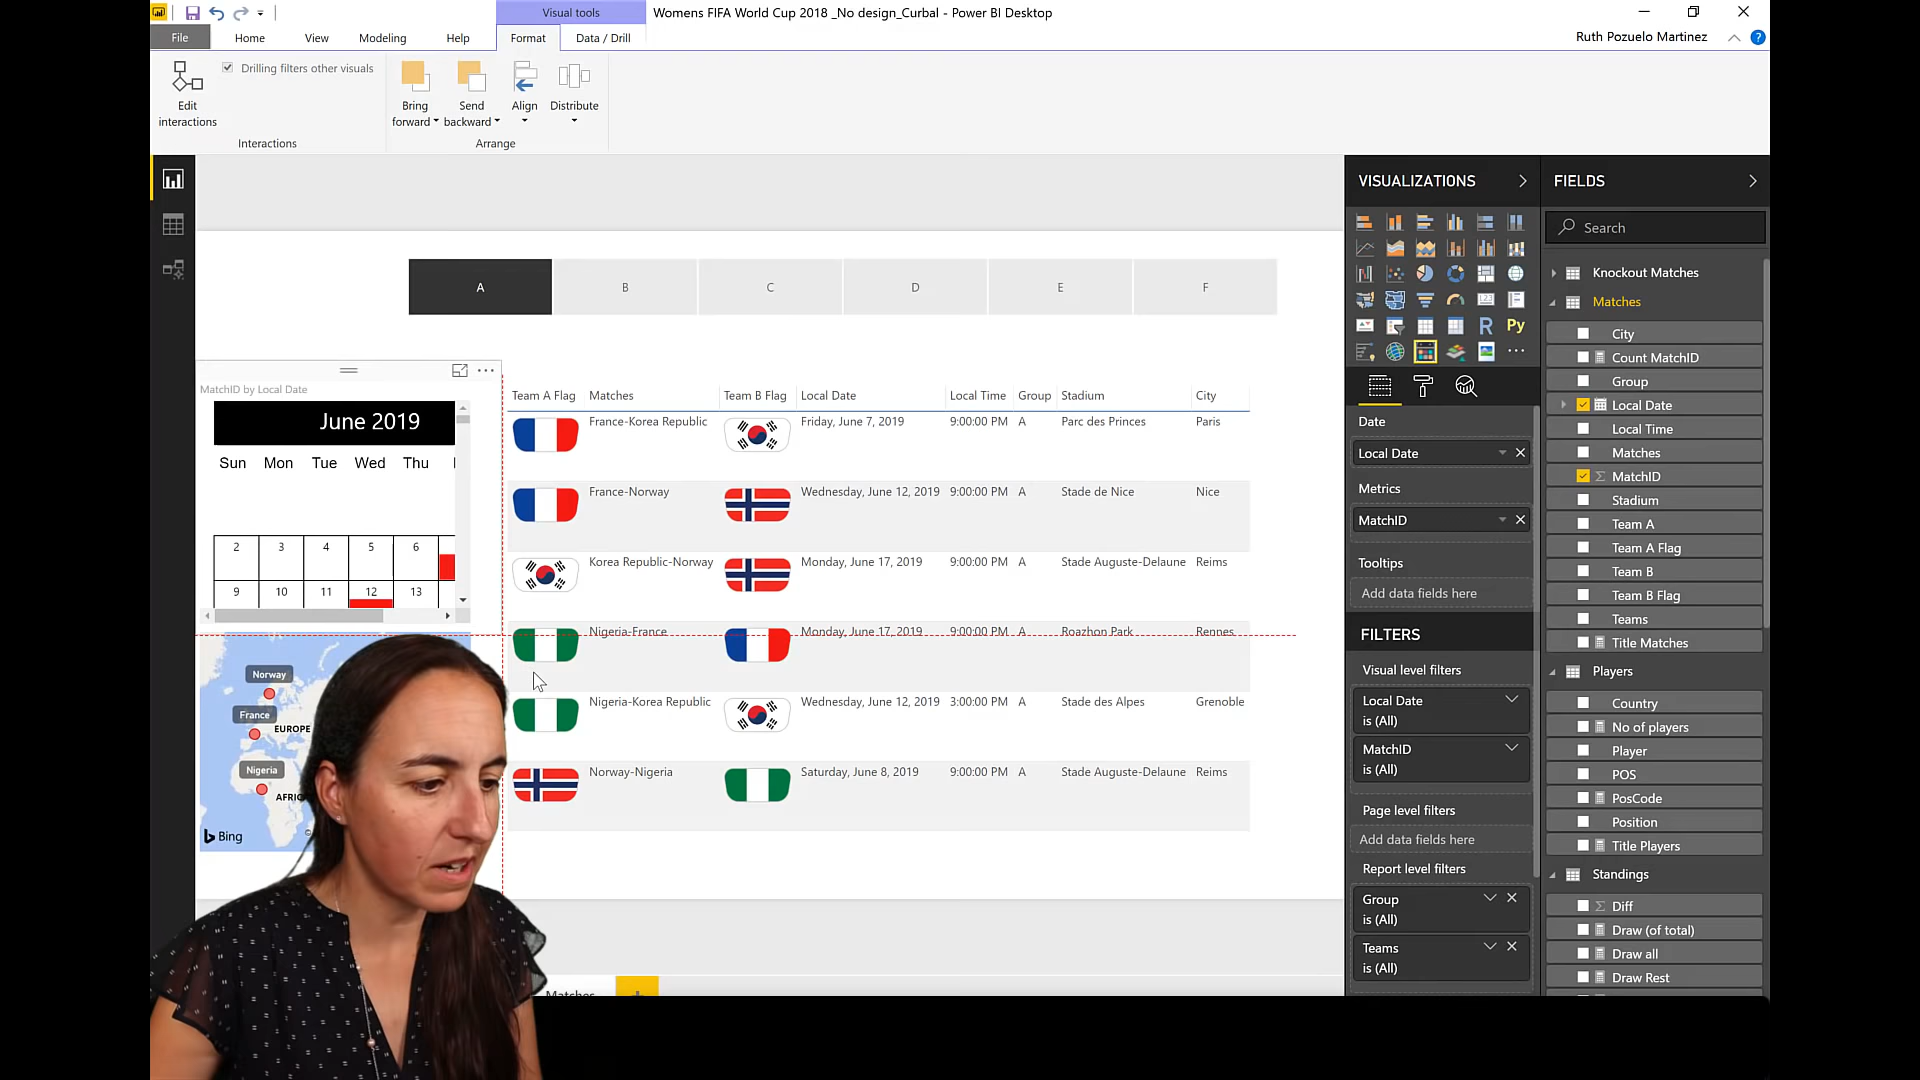 Visual tools
Womens FIFA World Cup 2018 _No design_Curbal - Power BI Desktop
File
Home
View
Modeling
Help
Format
Data / Drill
Ruth Pozuelo Martinez
?
Edit interactions
Drilling filters other visuals
Bring forward
Send backward
Align
Distribute
Interactions
Arrange
VISUALIZATIONS
FIELDS
Search
A
B
C
D
E
F
MatchID by Local Date
June 2019
Sun Mon Tue Wed Thu
2 3 4 5 6
9 10 11 12 13
Norway
France
EUROPE
Nigeria
Bing
Team A Flag Matches Team B Flag Local Date Local Time Group Stadium City
France-Korea Republic Friday, June 7, 2019 9:00:00 PM A Parc des Princes Paris
France-Norway Wednesday, June 12, 2019 9:00:00 PM A Stade de Nice Nice
Korea Republic-Norway Monday, June 17, 2019 9:00:00 PM A Stade Auguste-Delaune Reims
Nigeria-France Monday, June 17, 2019 9:00:00 PM A Roazhon Park Rennes
Nigeria-Korea Republic Wednesday, June 12, 2019 3:00:00 PM A Stade des Alpes Grenoble
Norway-Nigeria Saturday, June 8, 2019 9:00:00 PM A Stade Auguste-Delaune Reims
Matches
R
Py
Date
Local Date
Metrics
MatchID
Tooltips
Add data fields here
FILTERS
Visual level filters
Local Date
is (All)
MatchID
is (All)
Page level filters
Add data fields here
Report level filters
Group
is (All)
Teams
is (All)
Knockout Matches
Matches
City
Count MatchID
Group
Local Date
Local Time
Matches
MatchID
Stadium
Team A
Team A Flag
Team B
Team B Flag
Teams
Title Matches
Players
Country
No of players
Player
POS
PosCode
Position
Title Players
Standings
Diff
Draw (of total)
Draw all
Draw Rest